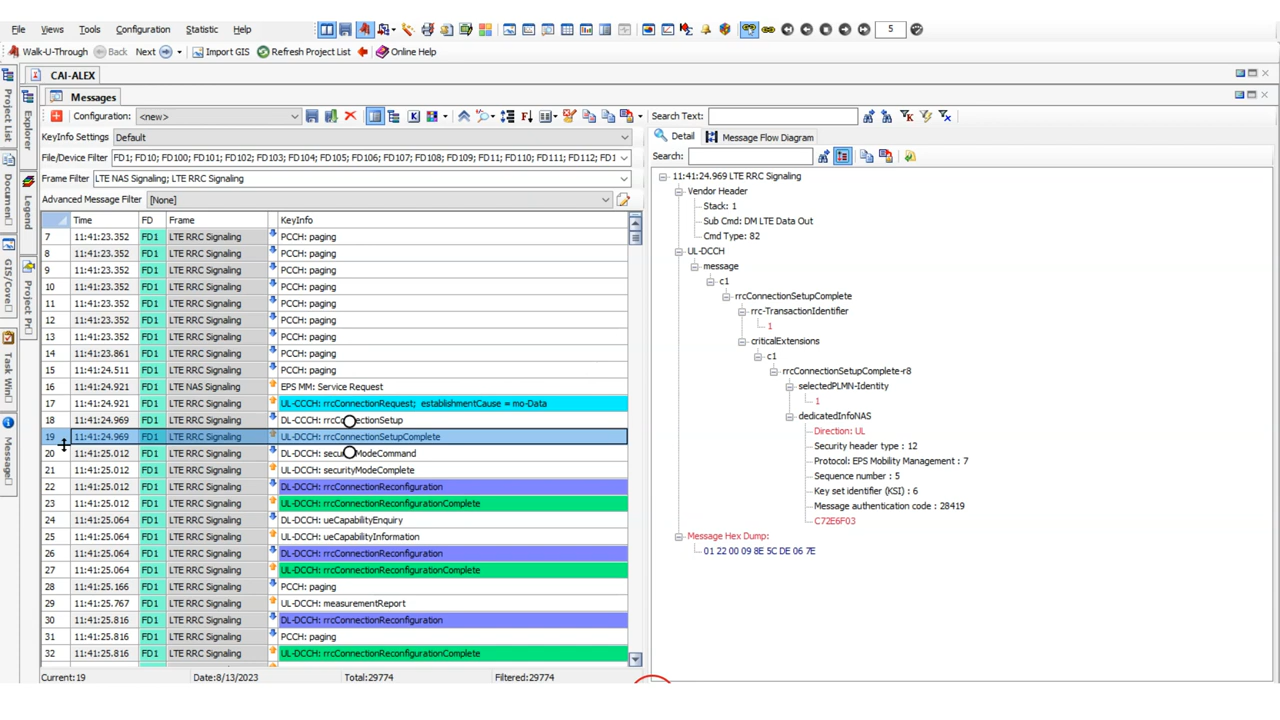 File Views Tools Configuration Statistic Help 5
Walk-U-Through Back Next Import GIS Refresh Project List Online Help
CAI-ALEX
Messages
Configuration: <new> Search Text:
KeyInfo Settings Default Detail Message Flow Diagram
File/Device Filter FD1; FD10; FD100; FD101; FD102; FD103; FD104; FD105; FD106; FD107; FD108; FD109; FD11; FD110; FD111; FD112; FD1 Search:
Frame Filter LTE NAS Signaling; LTE RRC Signaling
Advanced Message Filter [None]
Time FD Frame KeyInfo
7 11:41:23.352 FD1 LTE RRC Signaling PCCH: paging
8 11:41:23.352 FD1 LTE RRC Signaling PCCH: paging
9 11:41:23.352 FD1 LTE RRC Signaling PCCH: paging
10 11:41:23.352 FD1 LTE RRC Signaling PCCH: paging
11 11:41:23.352 FD1 LTE RRC Signaling PCCH: paging
12 11:41:23.352 FD1 LTE RRC Signaling PCCH: paging
13 11:41:23.352 FD1 LTE RRC Signaling PCCH: paging
14 11:41:23.861 FD1 LTE RRC Signaling PCCH: paging
15 11:41:24.511 FD1 LTE RRC Signaling PCCH: paging
16 11:41:24.921 FD1 LTE NAS Signaling EPS MM: Service Request
17 11:41:24.921 FD1 LTE RRC Signaling UL-CCCH: rrcConnectionRequest; establishmentCause = mo-Data
18 11:41:24.969 FD1 LTE RRC Signaling DL-CCCH: rrcConnectionSetup
19 11:41:24.969 FD1 LTE RRC Signaling UL-DCCH: rrcConnectionSetupComplete
20 11:41:25.012 FD1 LTE RRC Signaling DL-DCCH: securityModeCommand
21 11:41:25.012 FD1 LTE RRC Signaling UL-DCCH: securityModeComplete
22 11:41:25.012 FD1 LTE RRC Signaling DL-DCCH: rrcConnectionReconfiguration
23 11:41:25.012 FD1 LTE RRC Signaling UL-DCCH: rrcConnectionReconfigurationComplete
24 11:41:25.064 FD1 LTE RRC Signaling DL-DCCH: ueCapabilityEnquiry
25 11:41:25.064 FD1 LTE RRC Signaling UL-DCCH: ueCapabilityInformation
26 11:41:25.064 FD1 LTE RRC Signaling DL-DCCH: rrcConnectionReconfiguration
27 11:41:25.064 FD1 LTE RRC Signaling UL-DCCH: rrcConnectionReconfigurationComplete
28 11:41:25.166 FD1 LTE RRC Signaling PCCH: paging
29 11:41:25.767 FD1 LTE RRC Signaling UL-DCCH: measurementReport
30 11:41:25.816 FD1 LTE RRC Signaling DL-DCCH: rrcConnectionReconfiguration
31 11:41:25.816 FD1 LTE RRC Signaling PCCH: paging
32 11:41:25.816 FD1 LTE RRC Signaling UL-DCCH: rrcConnectionReconfigurationComplete
Current:19 Date:8/13/2023 Total:29774 Filtered:29774
11:41:24.969 LTE RRC Signaling
Vendor Header
Stack: 1
Sub Cmd: DM LTE Data Out
Cmd Type: 82
UL-DCCH
message
c1
rrcConnectionSetupComplete
rrc-TransactionIdentifier
1
criticalExtensions
c1
rrcConnectionSetupComplete-r8
selectedPLMN-Identity
1
dedicatedInfoNAS
Direction: UL
Security header type : 12
Protocol: EPS Mobility Management : 7
Sequence number : 5
Key set identifier (KSI) : 6
Message authentication code : 28419
C72E6F03
Message Hex Dump:
01 22 00 09 8E 5C DE 06 7E
Project List
Document
GIS/Cove
Task Win
Message
Explorer
Legend
Project Pr